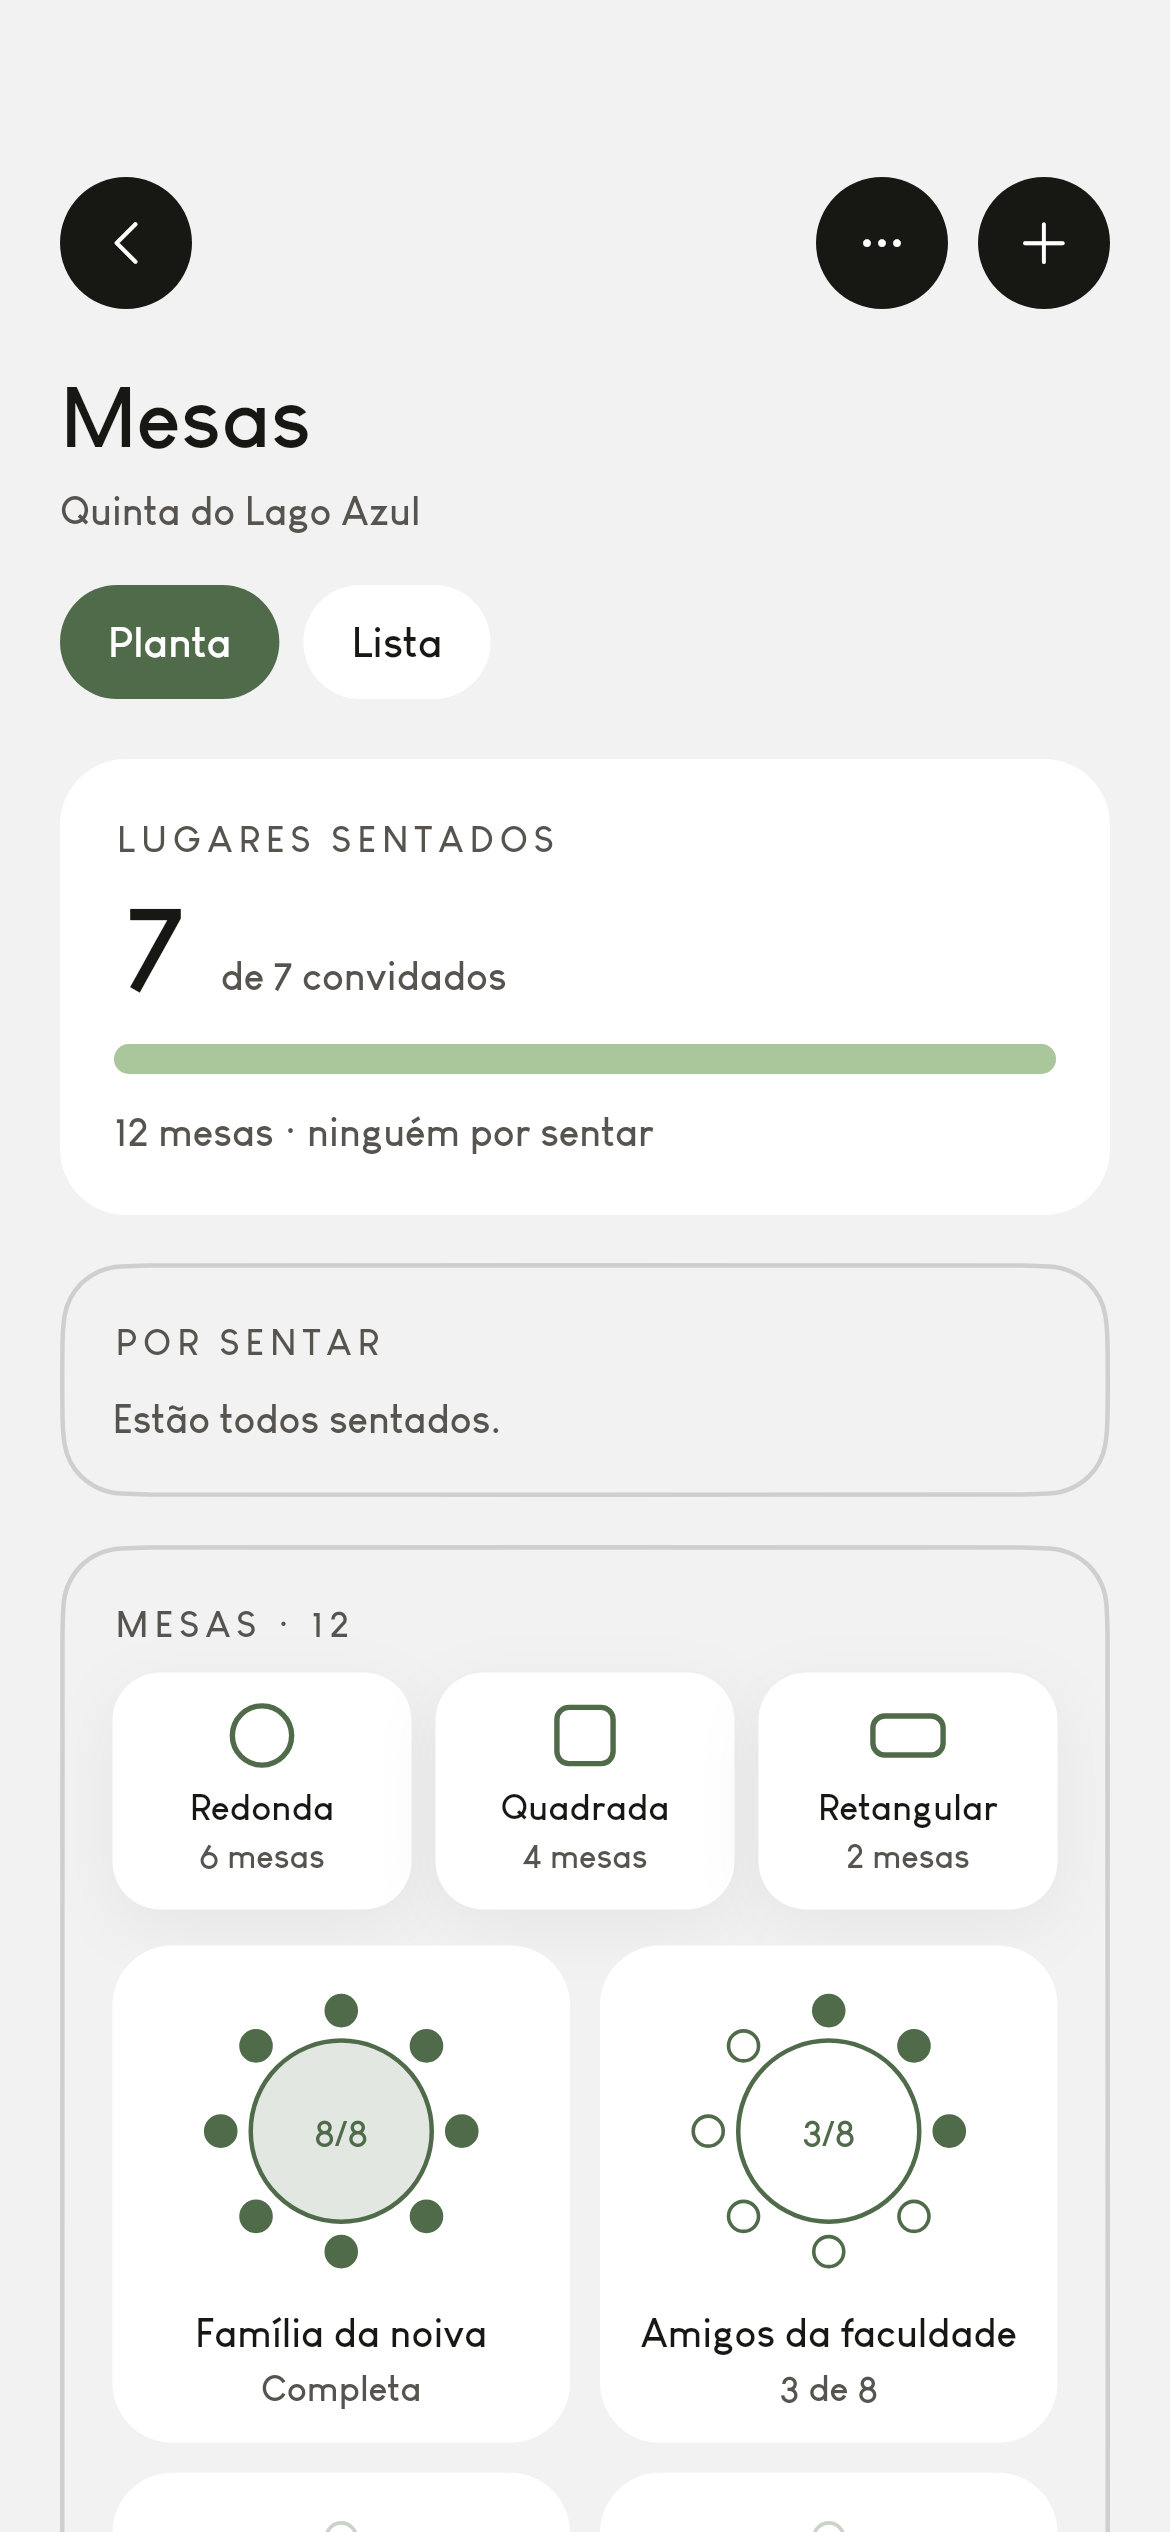 Mesas
Quinta do Lago Azul
Planta
Lista
LUGARES SENTADOS
7 de 7 convidados
12 mesas · ninguém por sentar
POR SENTAR
Estão todos sentados.
MESAS · 12
Redonda
6 mesas
Quadrada
4 mesas
Retangular
2 mesas
8/8
Família da noiva
Completa
3/8
Amigos da faculdade
3 de 8